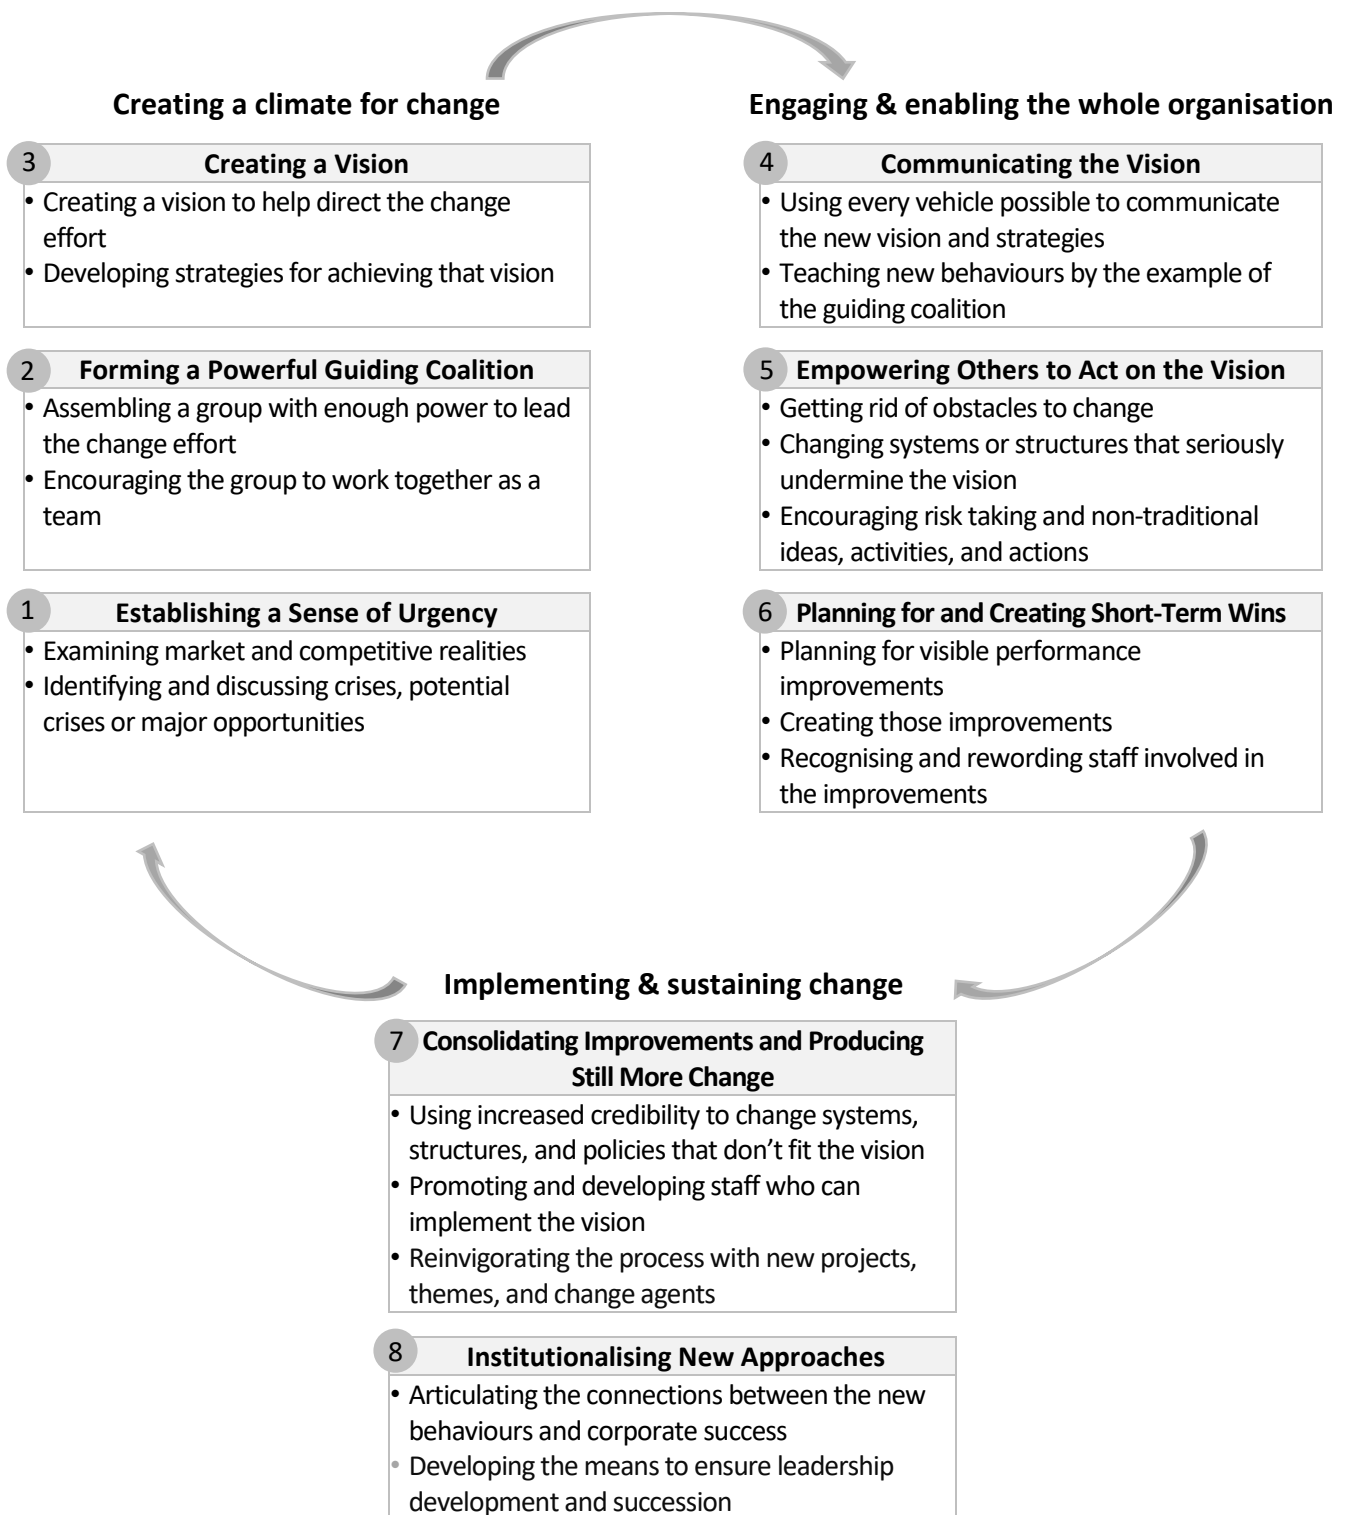 Creating a climate for change
3
Creating a Vision
• Creating a vision to help direct the change
effort
• Developing strategies for achieving that vision
2
Forming a Powerful Guiding Coalition
• Assembling a group with enough power to lead
the change effort
• Encouraging the group to work together as a
team
1
Establishing a Sense of Urgency
• Examining market and competitive realities
• Identifying and discussing crises, potential
crises or major opportunities
Engaging & enabling the whole organisation
4
Communicating the Vision
• Using every vehicle possible to communicate
the new vision and strategies
• Teaching new behaviours by the example of
the guiding coalition
5
Empowering Others to Act on the Vision
• Getting rid of obstacles to change
• Changing systems or structures that seriously
undermine the vision
• Encouraging risk taking and non-traditional
ideas, activities, and actions
6
Planning for and Creating Short-Term Wins
• Planning for visible performance
improvements
• Creating those improvements
• Recognising and rewording staff involved in
the improvements
Implementing & sustaining change
7
Consolidating Improvements and Producing
Still More Change
• Using increased credibility to change systems,
structures, and policies that don’t fit the vision
• Promoting and developing staff who can
implement the vision
• Reinvigorating the process with new projects,
themes, and change agents
8
Institutionalising New Approaches
• Articulating the connections between the new
behaviours and corporate success
• Developing the means to ensure leadership
development and succession